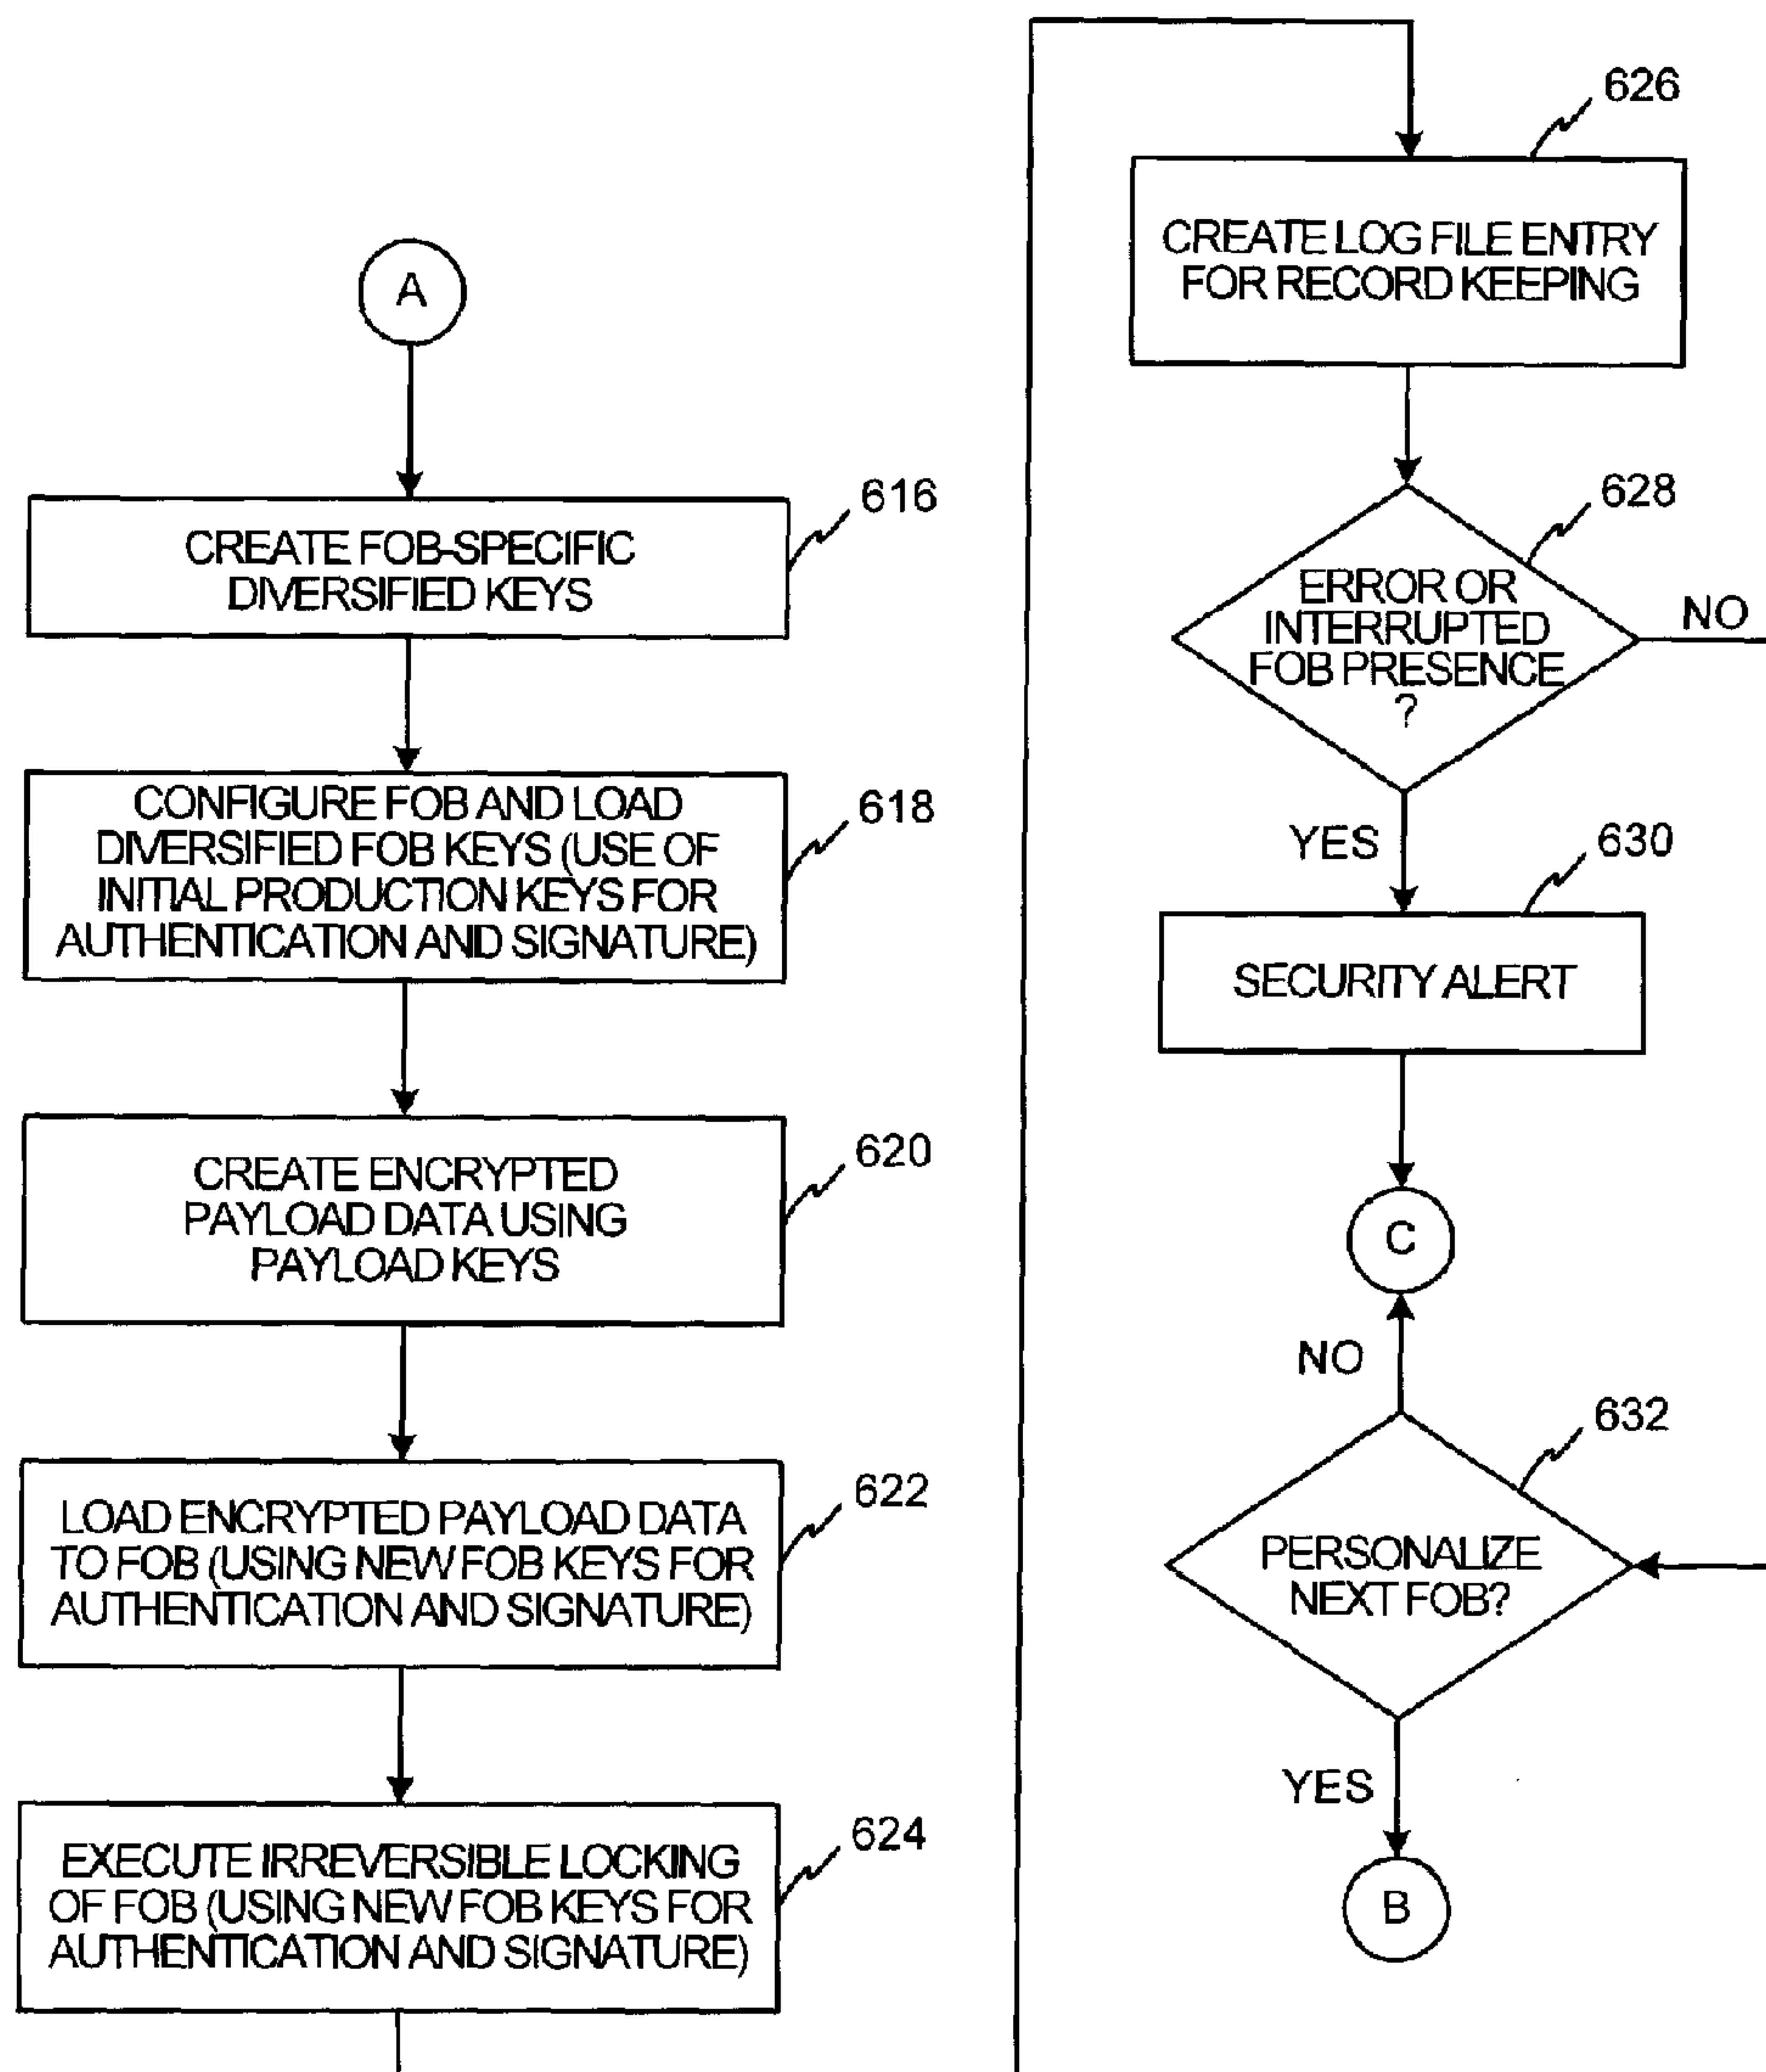 A
616
CREATE FOB-SPECIFIC
DIVERSIFIED KEYS
618
CONFIGURE FOB AND LOAD
DIVERSIFIED FOB KEYS (USE OF
INITIAL PRODUCTION KEYS FOR
AUTHENTICATION AND SIGNATURE)
620
CREATE ENCRYPTED
PAYLOAD DATA USING
PAYLOAD KEYS
622
LOAD ENCRYPTED PAYLOAD DATA
TO FOB (USING NEW FOB KEYS FOR
AUTHENTICATION AND SIGNATURE)
624
EXECUTE IRREVERSIBLE LOCKING
OF FOB (USING NEW FOB KEYS FOR
AUTHENTICATION AND SIGNATURE)
626
CREATE LOG FILE ENTRY
FOR RECORD KEEPING
628
ERROR OR
INTERRUPTED
FOB PRESENCE
?
NO
YES
630
SECURITY ALERT
C
NO
632
PERSONALIZE
NEXT FOB?
YES
B